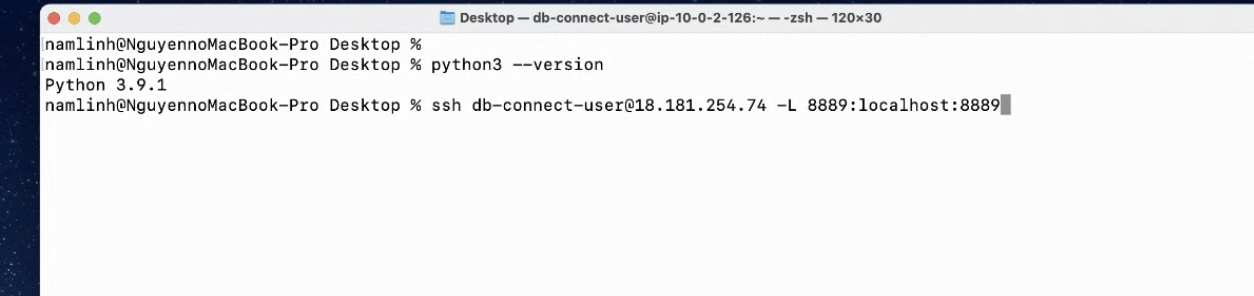 Desktop — db-connect-user@ip-10-0-2-126:~ — -zsh — 120×30
namlinh@NguyennoMacBook-Pro Desktop %
namlinh@NguyennoMacBook-Pro Desktop % python3 --version
Python 3.9.1
namlinh@NguyennoMacBook-Pro Desktop % ssh db-connect-user@18.181.254.74 -L 8889:localhost:8889